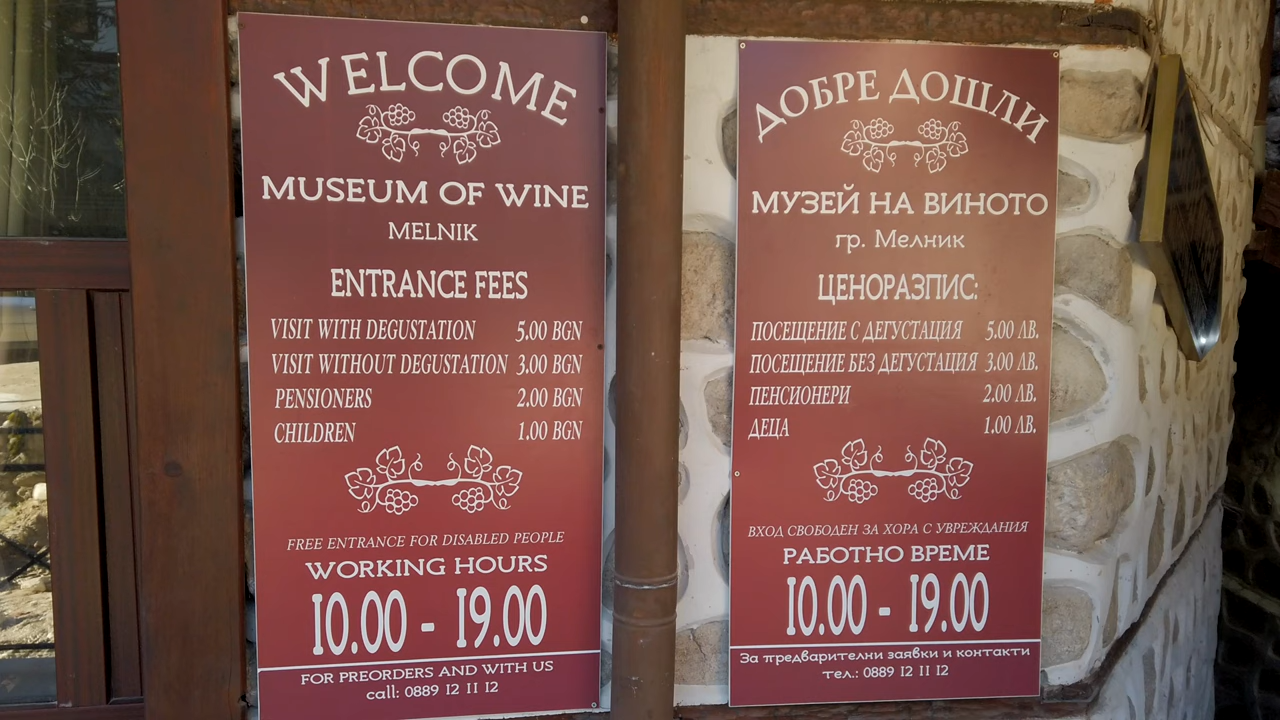 WELCOME
MUSEUM OF WINE
MELNIK
ENTRANCE FEES
VISIT WITH DEGUSTATION 5.00 BGN
VISIT WITHOUT DEGUSTATION 3.00 BGN
PENSIONERS 2.00 BGN
CHILDREN 1.00 BGN
FREE ENTRANCE FOR DISABLED PEOPLE
WORKING HOURS
10.00 - 19.00
FOR PREORDERS AND WITH US
call: 0889 12 11 12
ДОБРЕ ДОШЛИ
МУЗЕЙ НА ВИНОТО
гр. Мелник
ЦЕНОРАЗПИС:
ПОСЕЩЕНИЕ С ДЕГУСТАЦИЯ 5.00 ЛВ.
ПОСЕЩЕНИЕ БЕЗ ДЕГУСТАЦИЯ 3.00 ЛВ.
ПЕНСИОНЕРИ 2.00 ЛВ.
ДЕЦА 1.00 ЛВ.
ВХОД СВОБОДЕН ЗА ХОРА С УВРЕЖДАНИЯ
РАБОТНО ВРЕМЕ
10.00 - 19.00
За предварителни заявки и контакти
тел.: 0889 12 11 12